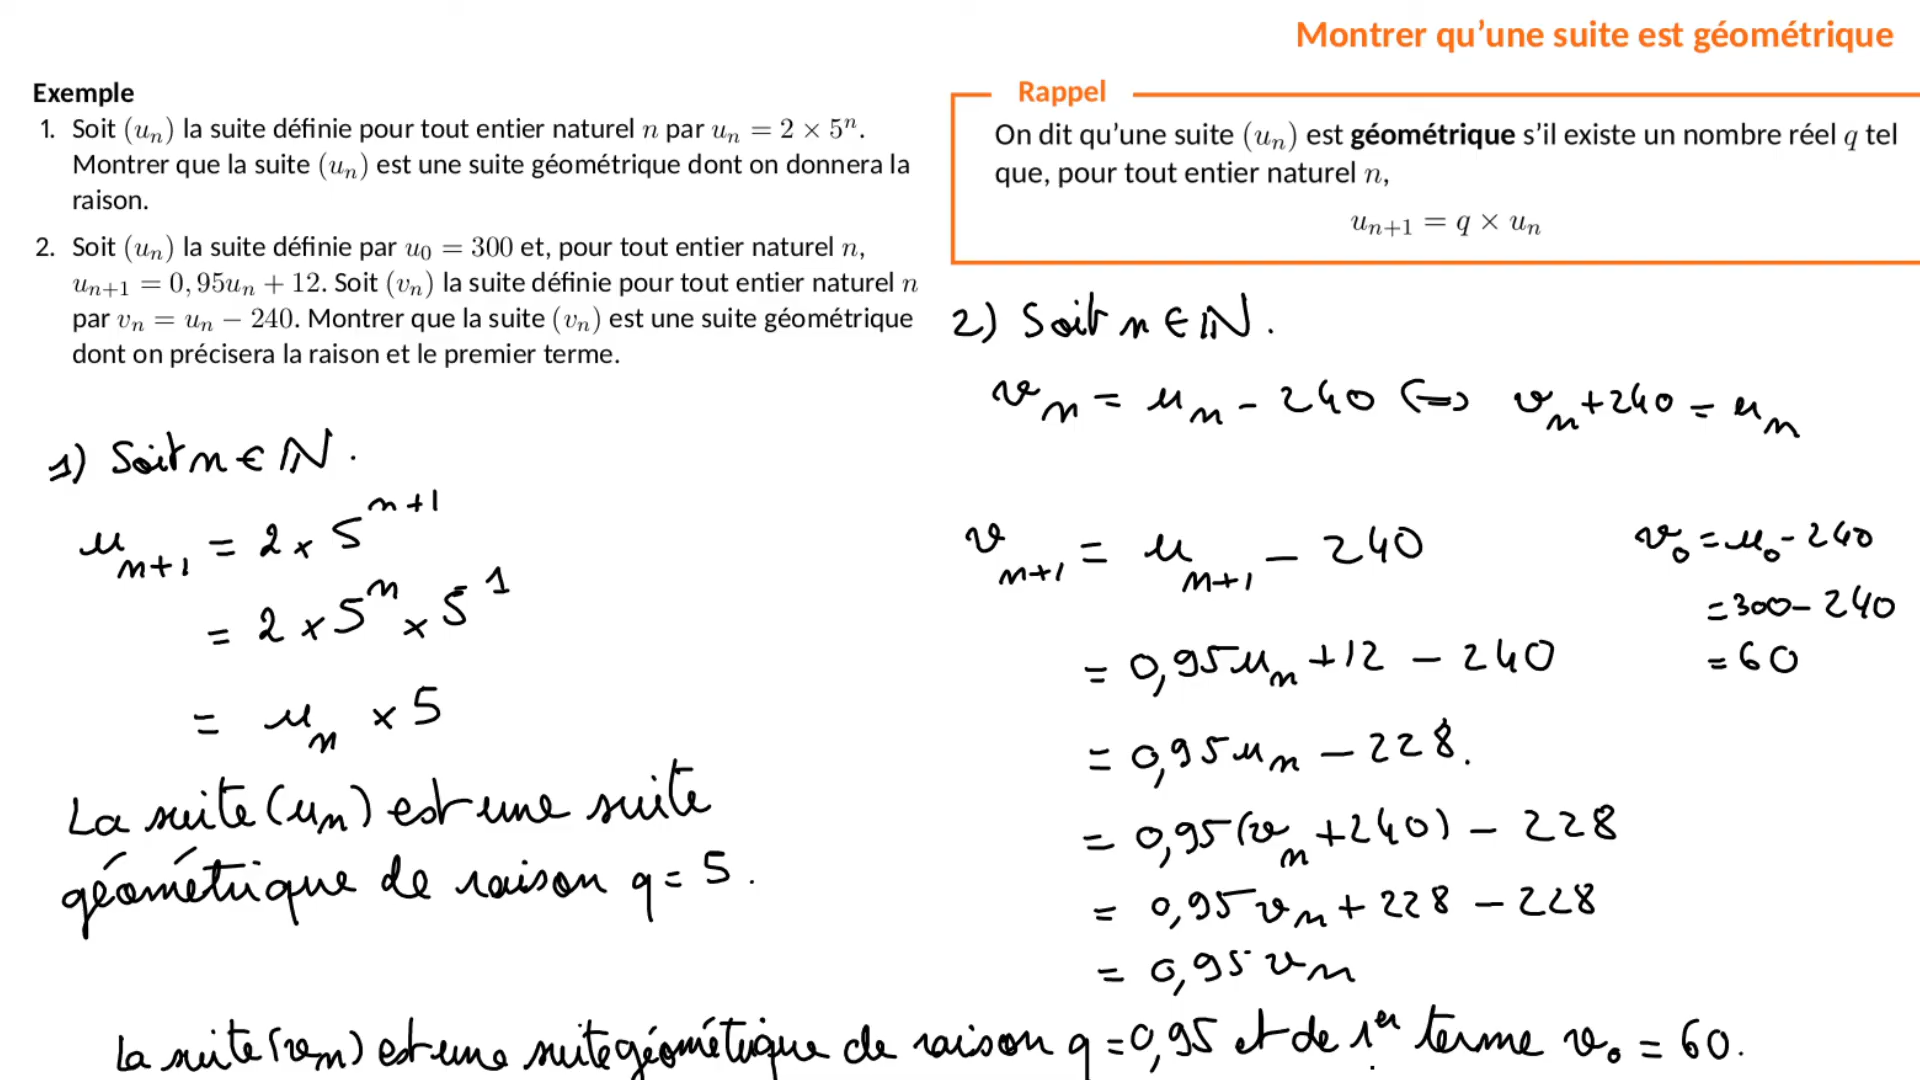 Montrer qu'une suite est géométrique
Exemple
1. Soit (uₙ) la suite définie pour tout entier naturel n par uₙ = 2 × 5ⁿ.
Montrer que la suite (uₙ) est une suite géométrique dont on donnera la
raison.
2. Soit (uₙ) la suite définie par u₀ = 300 et, pour tout entier naturel n,
uₙ₊₁ = 0,95uₙ + 12. Soit (vₙ) la suite définie pour tout entier naturel n
par vₙ = uₙ − 240. Montrer que la suite (vₙ) est une suite géométrique
dont on précisera la raison et le premier terme.
Rappel
On dit qu'une suite (uₙ) est géométrique s'il existe un nombre réel q tel
que, pour tout entier naturel n,
uₙ₊₁ = q × uₙ
1) Soit n ∈ ℕ.
uₙ₊₁ = 2 × 5ⁿ⁺¹
= 2 × 5ⁿ × 5¹
= uₙ × 5
La suite (uₙ) est une suite
géométrique de raison q = 5.
2) Soit n ∈ ℕ.
vₙ = uₙ - 240 ⟺ vₙ + 240 = uₙ
vₙ₊₁ = uₙ₊₁ - 240
= 0,95uₙ + 12 - 240
= 0,95uₙ - 228.
= 0,95(vₙ + 240) - 228
= 0,95vₙ + 228 - 228
= 0,95vₙ
v₀ = u₀ - 240
= 300 - 240
= 60
La suite (vₙ) est une suite géométrique de raison q = 0,95 et de 1er terme v₀ = 60.